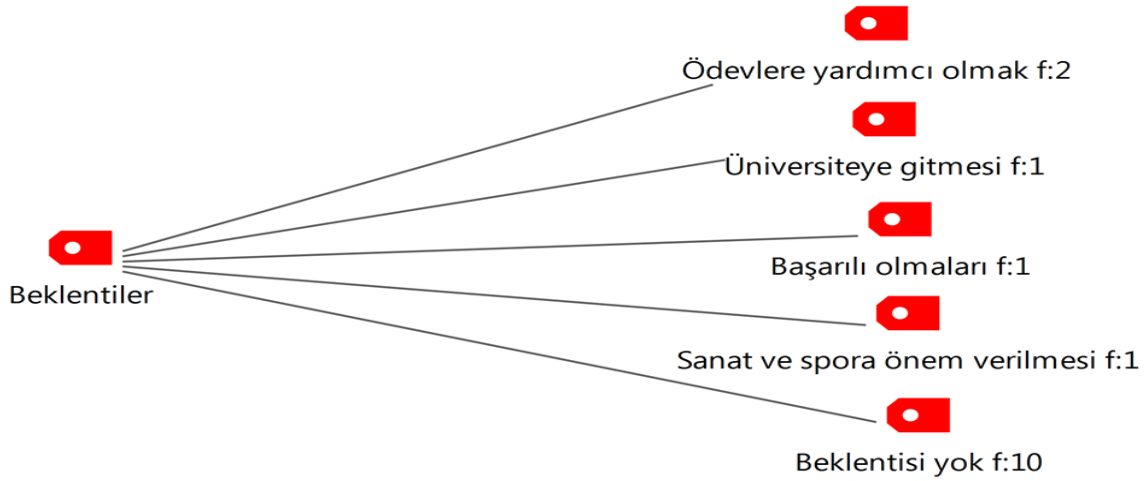 Ödevlere yardımcı olmak f:2
Üniversiteye gitmesi f:1
Beklentiler
Başarılı olmaları f:1
Sanat ve spora önem verilmesi f:1
Beklentisi yok f:10